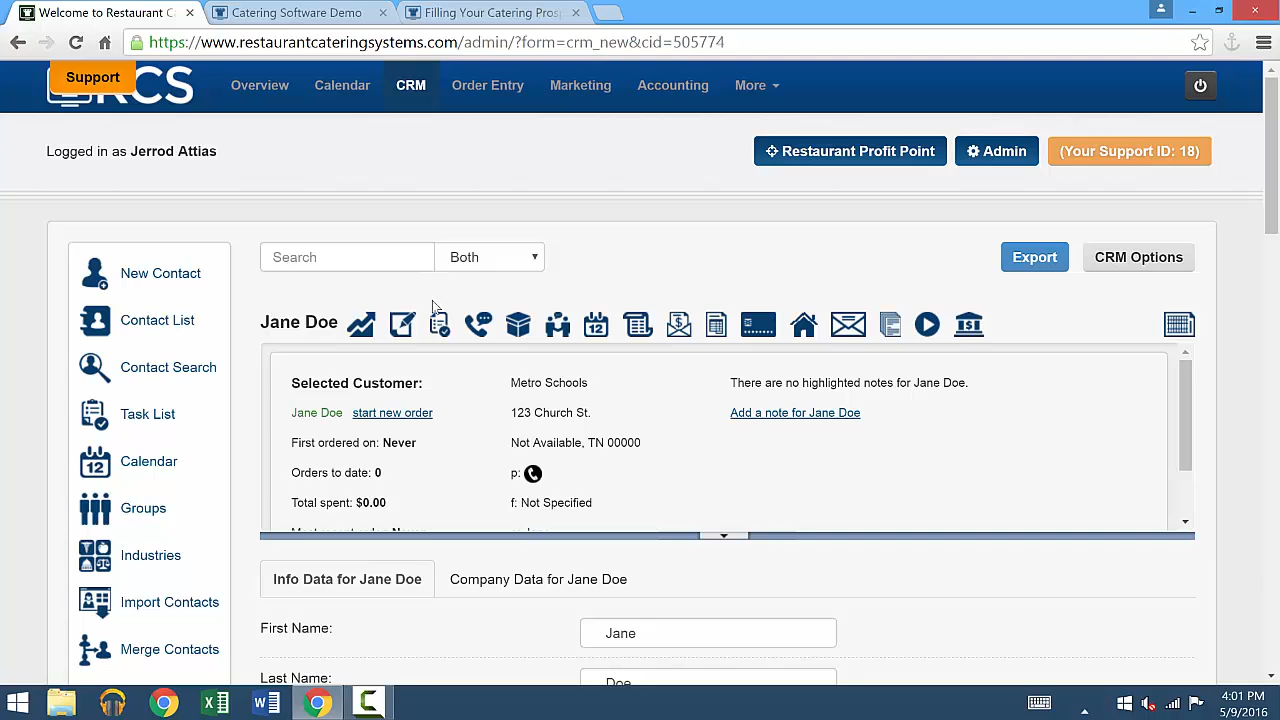 Welcome to Restaurant C
Catering Software Demo
Filling Your Catering Prosp
https://www.restaurantcateringsystems.com/admin/?form=crm_new&cid=505774
Support
RCS
Overview
Calendar
CRM
Order Entry
Marketing
Accounting
More
Logged in as Jerrod Attias
Restaurant Profit Point
Admin
(Your Support ID: 18)
New Contact
Contact List
Contact Search
Task List
12
Calendar
Groups
Industries
Import Contacts
Merge Contacts
Search
Both
Export
CRM Options
Jane Doe
12
Selected Customer:
Jane Doe start new order
First ordered on: Never
Orders to date: 0
Total spent: $0.00
Metro Schools
123 Church St.
Not Available, TN 00000
p:
f: Not Specified
There are no highlighted notes for Jane Doe.
Add a note for Jane Doe
Info Data for Jane Doe
Company Data for Jane Doe
First Name:
Jane
Last Name:
Doe
4:01 PM
5/9/2016